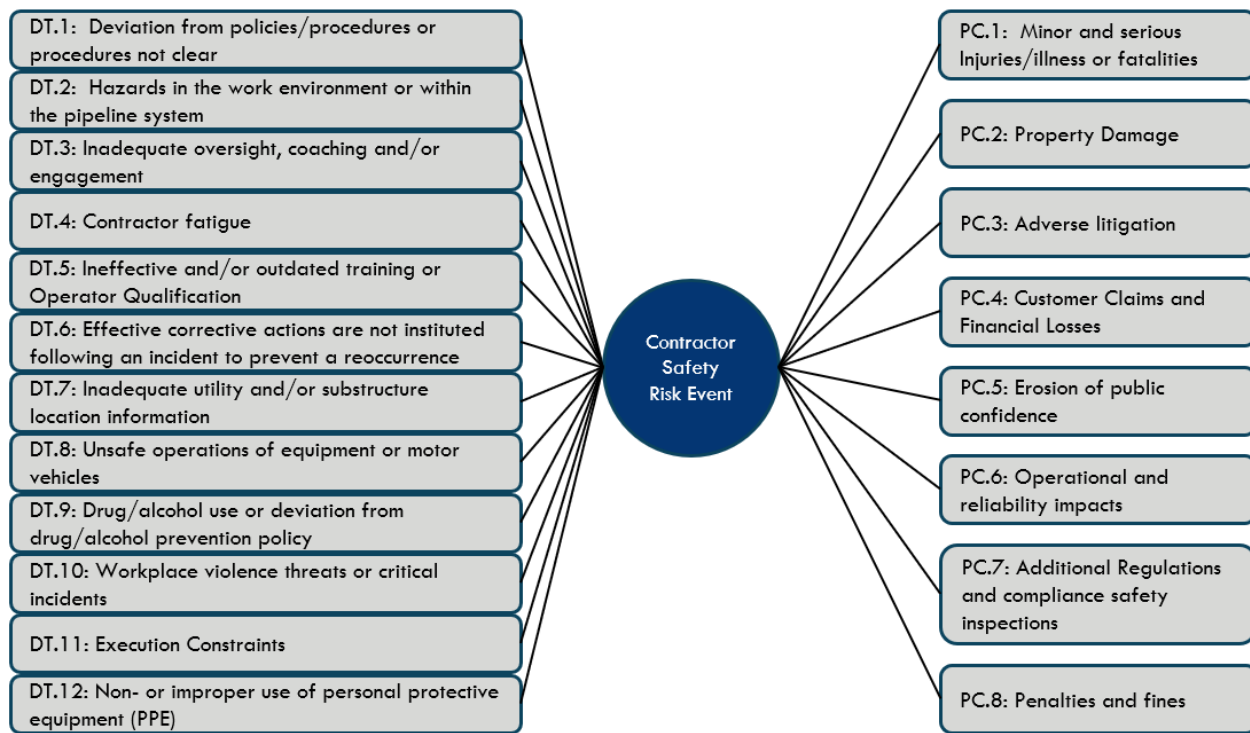 DT.1: Deviation from policies/procedures or
procedures not clear
DT.2: Hazards in the work environment or within
the pipeline system
DT.3: Inadequate oversight, coaching and/or
engagement
DT.4: Contractor fatigue
DT.5: Ineffective and/or outdated training or
Operator Qualification
DT.6: Effective corrective actions are not instituted
following an incident to prevent a reoccurrence
DT.7: Inadequate utility and/or substructure
location information
DT.8: Unsafe operations of equipment or motor
vehicles
DT.9: Drug/alcohol use or deviation from
drug/alcohol prevention policy
DT.10: Workplace violence threats or critical
incidents
DT.11: Execution Constraints
DT.12: Non- or improper use of personal protective
equipment (PPE)
Contractor
Safety
Risk Event
PC.1: Minor and serious
Injuries/illness or fatalities
PC.2: Property Damage
PC.3: Adverse litigation
PC.4: Customer Claims and
Financial Losses
PC.5: Erosion of public
confidence
PC.6: Operational and
reliability impacts
PC.7: Additional Regulations
and compliance safety
inspections
PC.8: Penalties and fines